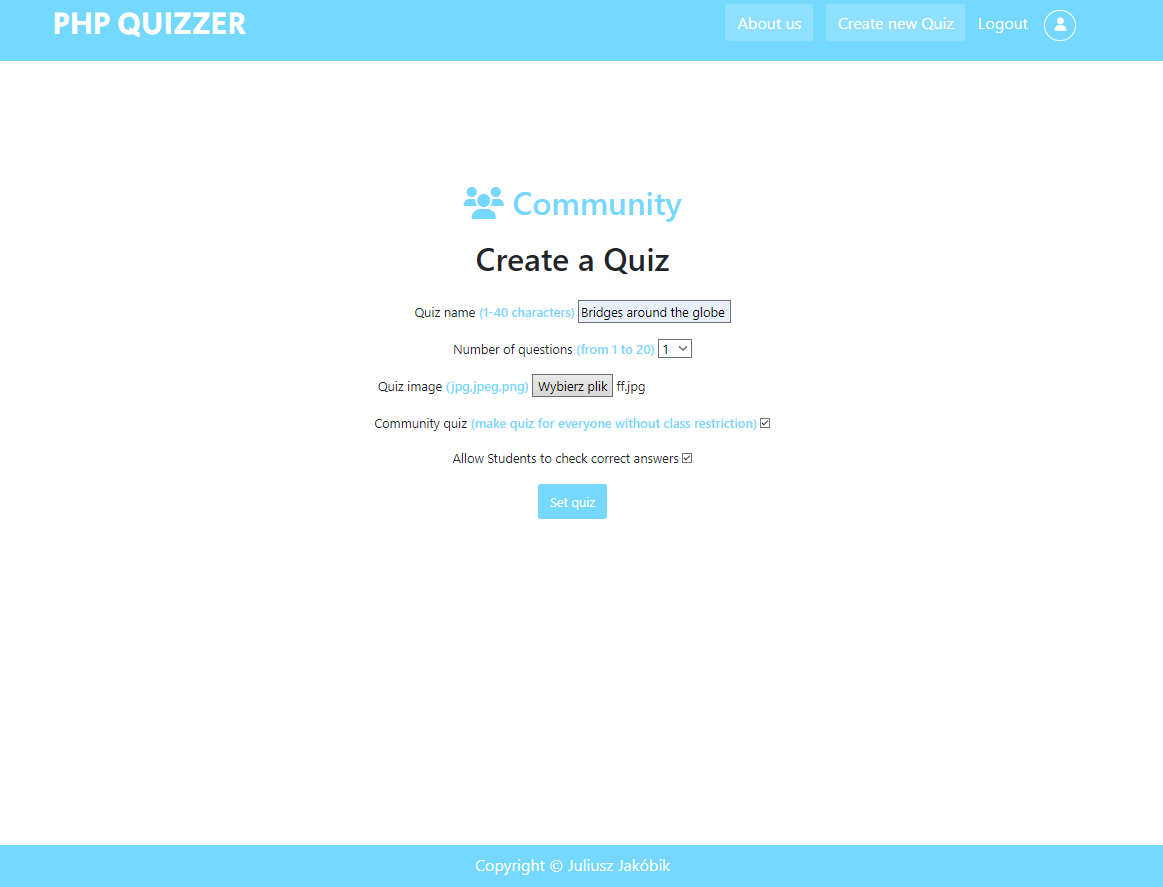 PHP QUIZZER
About us
Create new Quiz
Logout
Community
Create a Quiz
Quiz name (1-40 characters) Bridges around the globe
Number of questions (from 1 to 20) 1
Quiz image (jpg,jpeg,png) Wybierz plik ff.jpg
Community quiz (make quiz for everyone without class restriction)
Allow Students to check correct answers
Set quiz
Copyright © Juliusz Jakóbik